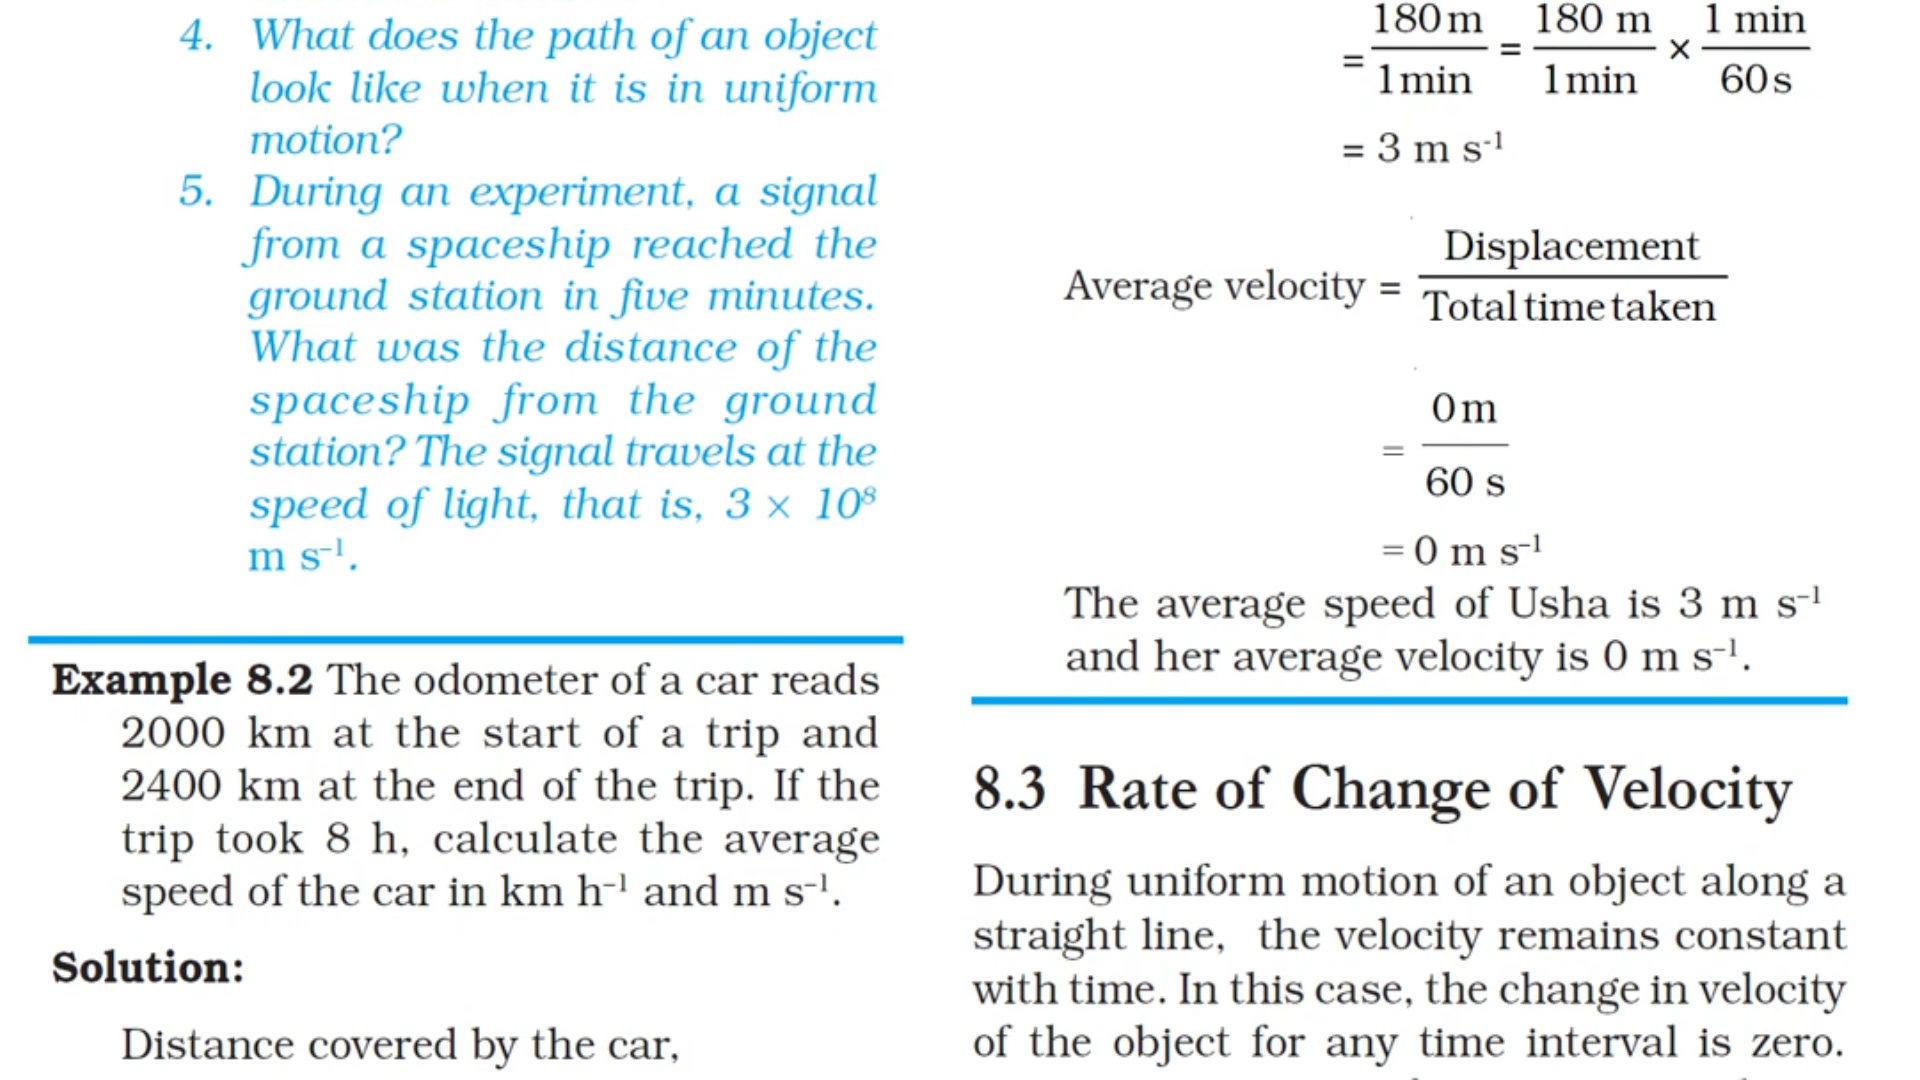 4. What does the path of an object
look like when it is in uniform
motion?
5. During an experiment, a signal
from a spaceship reached the
ground station in five minutes.
What was the distance of the
spaceship from the ground
station? The signal travels at the
speed of light, that is, 3 × 10⁸
m s⁻¹.
Example 8.2 The odometer of a car reads
2000 km at the start of a trip and
2400 km at the end of the trip. If the
trip took 8 h, calculate the average
speed of the car in km h⁻¹ and m s⁻¹.
Solution:
Distance covered by the car,
= 180 m / 1 min = 180 m / 1 min × 1 min / 60 s
= 3 m s⁻¹
Average velocity = Displacement / Total time taken
= 0 m / 60 s
= 0 m s⁻¹
The average speed of Usha is 3 m s⁻¹
and her average velocity is 0 m s⁻¹.
8.3 Rate of Change of Velocity
During uniform motion of an object along a
straight line, the velocity remains constant
with time. In this case, the change in velocity
of the object for any time interval is zero.